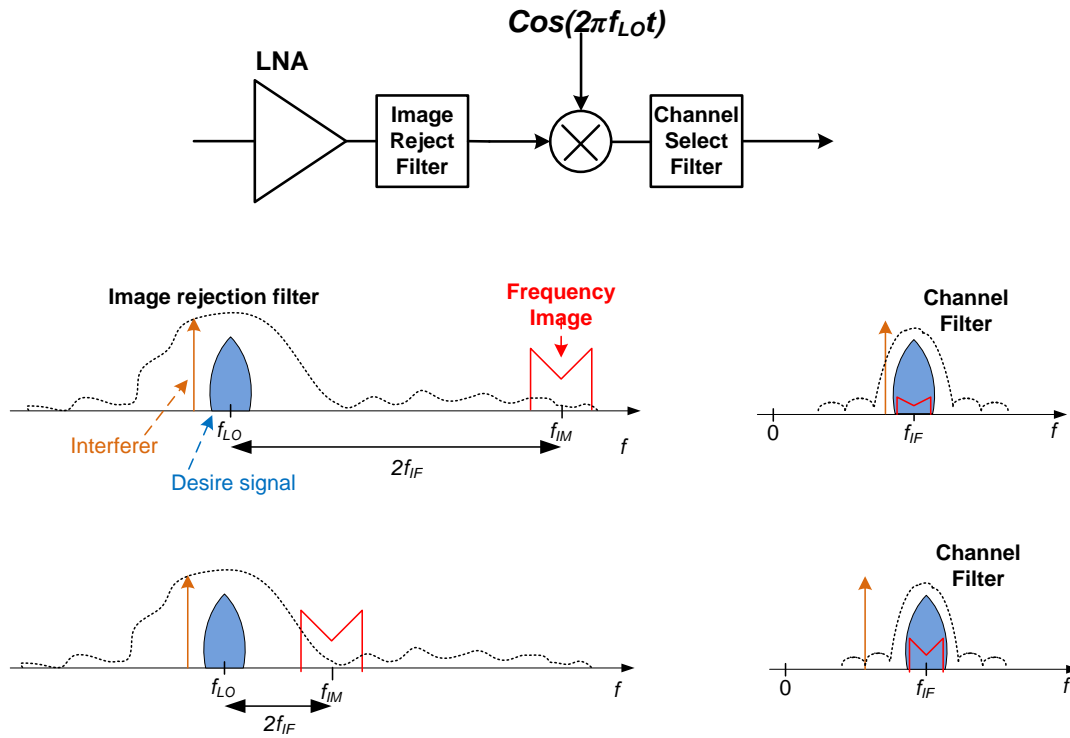 Cos(2πfLOt)
LNA
Image
Reject
Filter
Channel
Select
Filter
Image rejection filter
Frequency
Image
Channel
Filter
Interferer
fLO
fIM
f
2fIF
Desire signal
0
fIF
f
Channel
Filter
fLO
fIM
f
2fIF
0
fIF
f